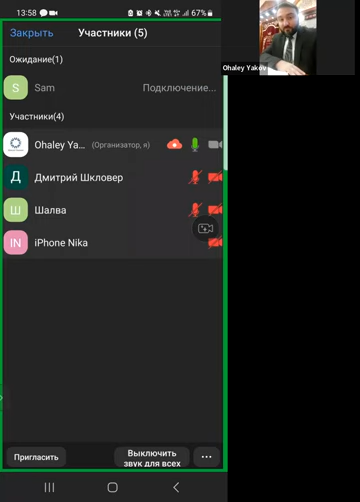 13:58 67%
Закрыть Участники (5)
Ohaley Yakov
Ожидание(1)
S Sam Подключение...
Участники(4)
Ohaley Ya... (Организатор, я)
Д Дмитрий Шкловер
Ш Шалва
IN iPhone Nika
Пригласить Выключить звук для всех ...